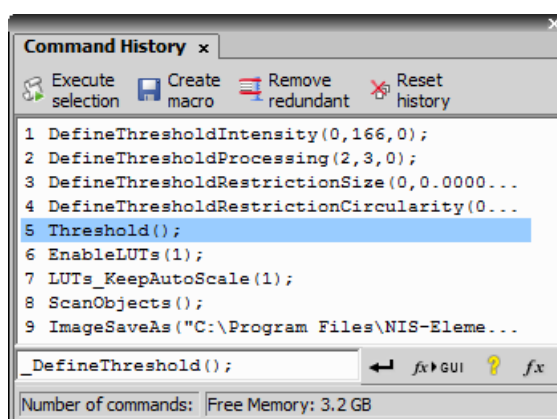 Command History x
Execute selection Create macro Remove redundant Reset history
1 DefineThresholdIntensity(0,166,0);
2 DefineThresholdProcessing(2,3,0);
3 DefineThresholdRestrictionSize(0,0.0000...
4 DefineThresholdRestrictionCircularity(0...
5 Threshold();
6 EnableLUTs(1);
7 LUTs_KeepAutoScale(1);
8 ScanObjects();
9 ImageSaveAs("C:\Program Files\NIS-Eleme...
_DefineThreshold(); fx GUI ? fx
Number of commands: Free Memory: 3.2 GB